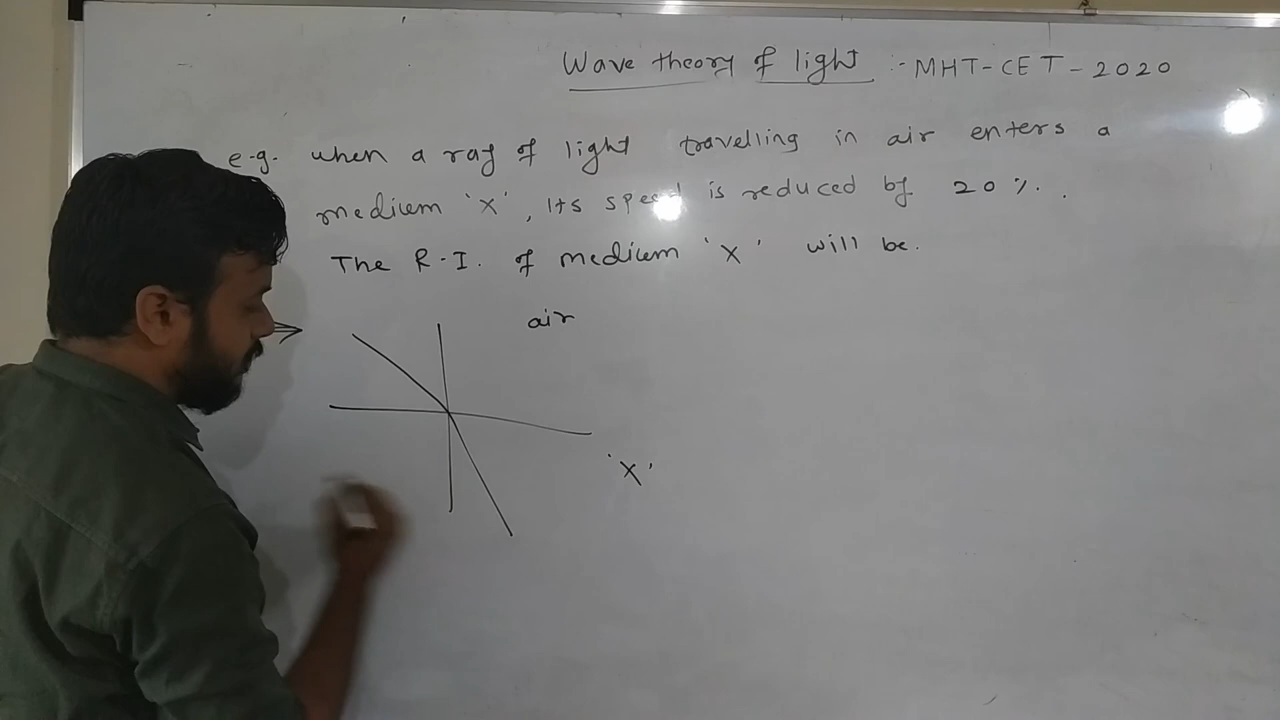 Wave theory of light :- MHT-CET-2020
e.g. when a ray of light travelling in air enters a
medium 'x', its speed is reduced by 20%.
The R.I. of medium 'x' will be.
air
'x'